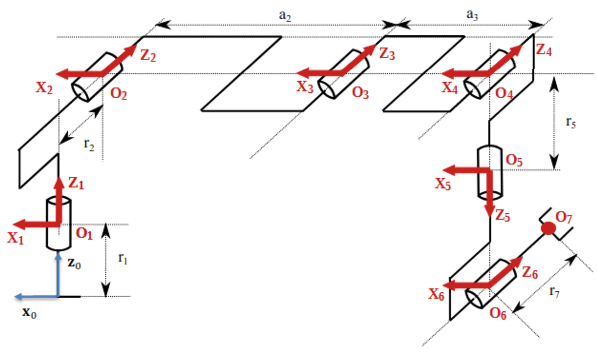 a2 a3
Z2 Z3 Z4
X2 O2 X3 O3 X4 O4
r2 r5
Z1 O5
X5
X1 O1 r1 Z5 O7
z0 Z6
X6 r7
x0 O6